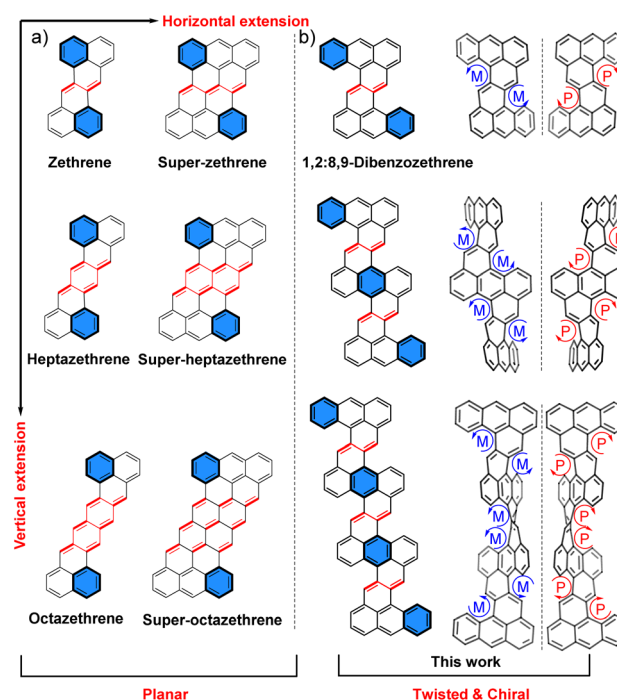 Horizontal extension
a)
b)
M
P
M
P
Zethrene
Super-zethrene
1,2:8,9-Dibenzozethrene
M
P
M
P
M
P
M
P
Heptazethrene
Super-heptazethrene
Vertical extension
M
P
M
P
M
P
M
P
M
P
M
P
Octazethrene
Super-octazethrene
This work
Planar
Twisted & Chiral